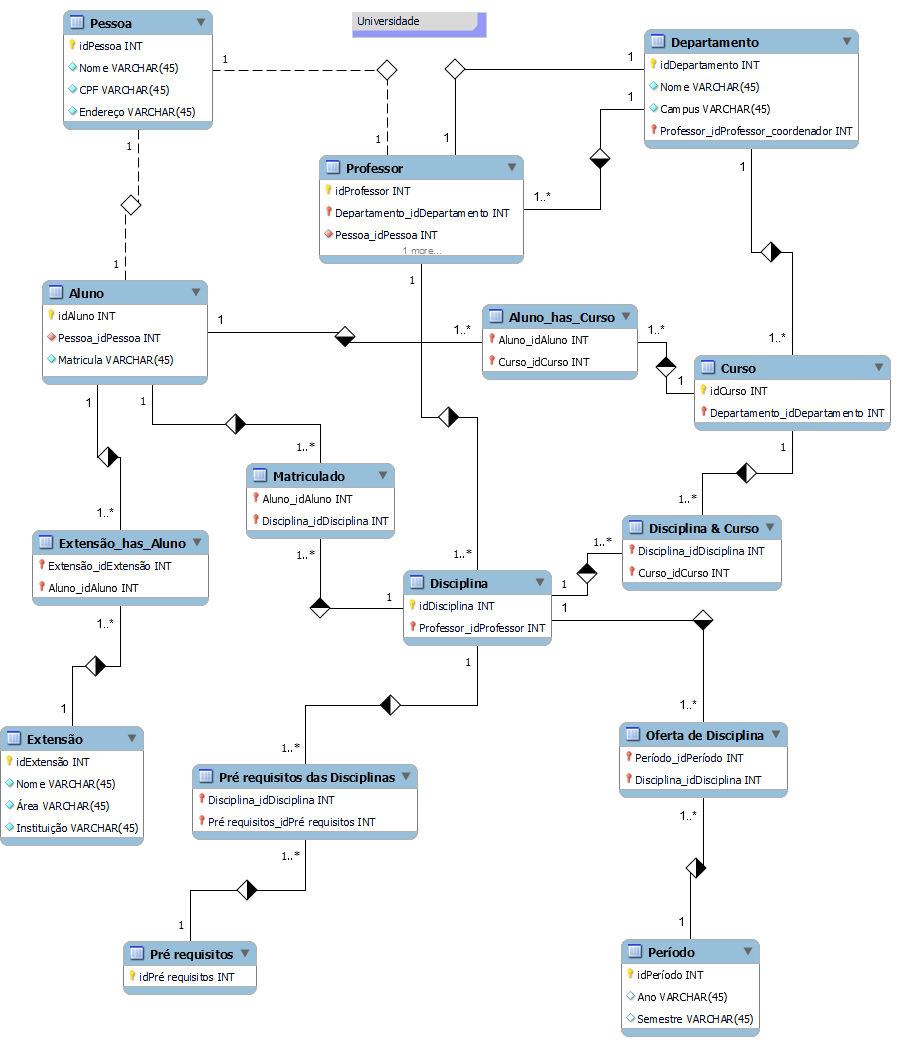 Universidade
Pessoa
idPessoa INT
Nome VARCHAR(45)
CPF VARCHAR(45)
Endereço VARCHAR(45)
1
1
1
1
Departamento
idDepartamento INT
Nome VARCHAR(45)
Campus VARCHAR(45)
Professor_idProfessor_coordenador INT
1
1
1
1..*
1
1..*
Professor
idProfessor INT
Departamento_idDepartamento INT
Pessoa_idPessoa INT
1 more...
1
1..*
Aluno
idAluno INT
Pessoa_idPessoa INT
Matricula VARCHAR(45)
1
1..*
1
1..*
1
1..*
Aluno_has_Curso
Aluno_idAluno INT
Curso_idCurso INT
1..*
1
Curso
idCurso INT
Departamento_idDepartamento INT
1
1..*
Matriculado
Aluno_idAluno INT
Disciplina_idDisciplina INT
1..*
1
Disciplina & Curso
Disciplina_idDisciplina INT
Curso_idCurso INT
1..*
1
Extensão_has_Aluno
Extensão_idExtensão INT
Aluno_idAluno INT
1..*
1
Disciplina
idDisciplina INT
Professor_idProfessor INT
1
1..*
1
1..*
Extensão
idExtensão INT
Nome VARCHAR(45)
Área VARCHAR(45)
Instituição VARCHAR(45)
Oferta de Disciplina
Período_idPeríodo INT
Disciplina_idDisciplina INT
1..*
1
Pré requisitos das Disciplinas
Disciplina_idDisciplina INT
Pré requisitos_idPré requisitos INT
1..*
1
Pré requisitos
idPré requisitos INT
Período
idPeríodo INT
Ano VARCHAR(45)
Semestre VARCHAR(45)